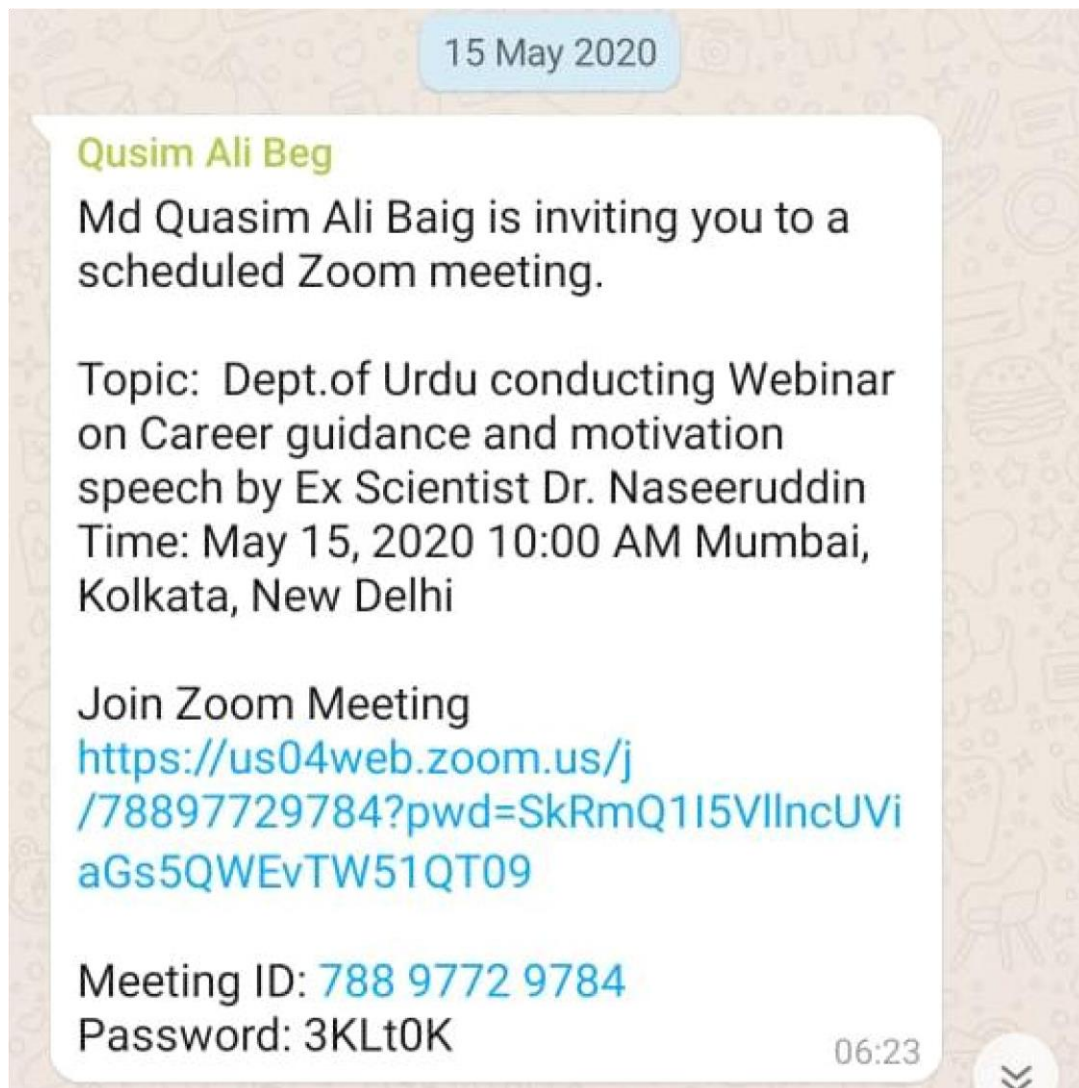 15 May 2020
Qusim Ali Beg
Md Quasim Ali Baig is inviting you to a
scheduled Zoom meeting.
Topic:  Dept.of Urdu conducting Webinar
on Career guidance and motivation
speech by Ex Scientist Dr. Naseeruddin
Time: May 15, 2020 10:00 AM Mumbai,
Kolkata, New Delhi
Join Zoom Meeting
https://us04web.zoom.us/j
/78897729784?pwd=SkRmQ1I5VllncUVi
aGs5QWEvTW51QT09
Meeting ID: 788 9772 9784
Password: 3KLt0K
06:23